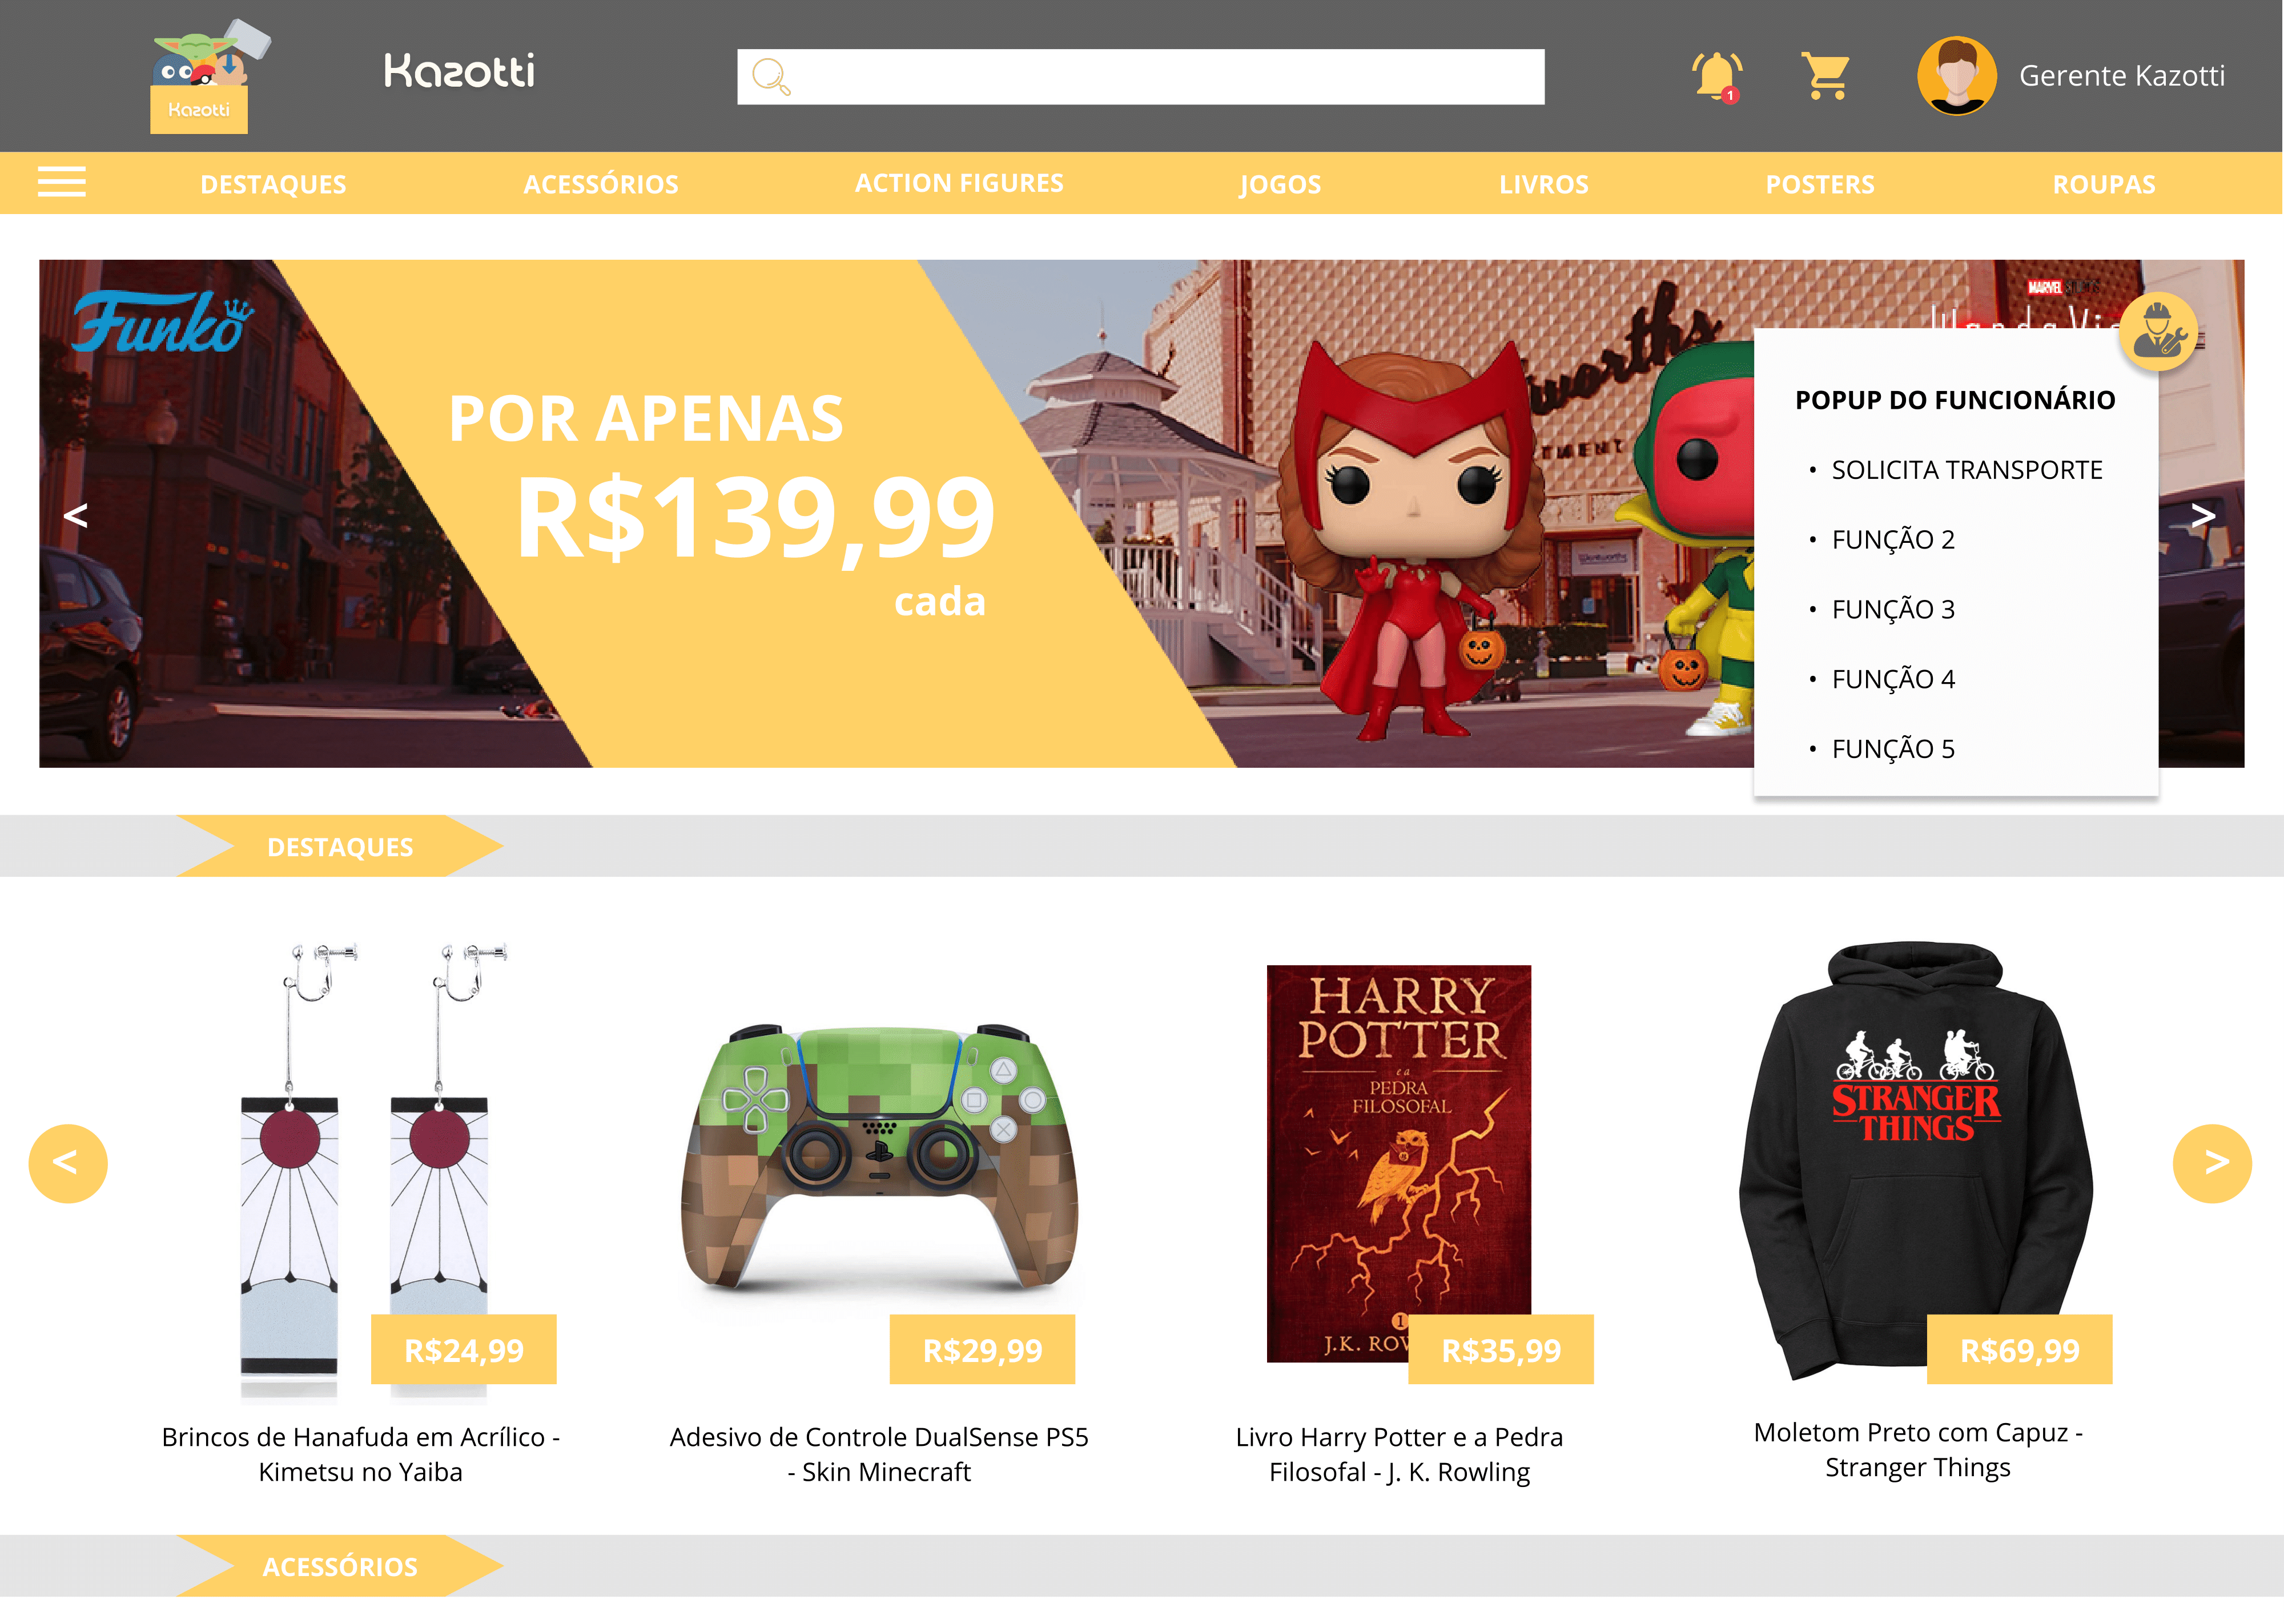 Kazotti
Kazotti
1
Gerente Kazotti
DESTAQUES
ACESSÓRIOS
ACTION FIGURES
JOGOS
LIVROS
POSTERS
ROUPAS
Funko
MARVEL
POR APENAS
R$139,99
cada
<
>
POPUP DO FUNCIONÁRIO
• SOLICITA TRANSPORTE
• FUNÇÃO 2
• FUNÇÃO 3
• FUNÇÃO 4
• FUNÇÃO 5
DESTAQUES
HARRY
POTTER
e a
PEDRA
FILOSOFAL
1
STRANGER
THINGS
<
>
R$24,99
R$29,99
J.K.
R$35,99
R$69,99
Brincos de Hanafuda em Acrílico -
Kimetsu no Yaiba
Adesivo de Controle DualSense PS5
- Skin Minecraft
Livro Harry Potter e a Pedra
Filosofal - J. K. Rowling
Moletom Preto com Capuz -
Stranger Things
ACESSÓRIOS